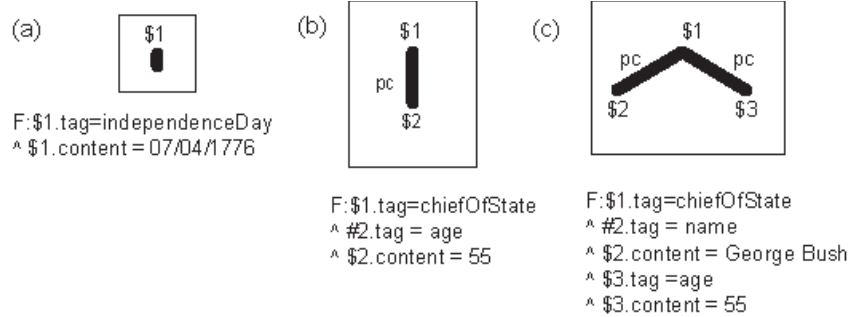 (a)
$1
F:$1.tag=independenceDay
^ $1.content = 07/04/1776
(b)
$1
pc
$2
F:$1.tag=chiefOfState
^ #2.tag = age
^ $2.content = 55
(c)
$1
pc
pc
$2
$3
F:$1.tag=chiefOfState
^ #2.tag = name
^ $2.content = George Bush
^ $3.tag =age
^ $3.content = 55